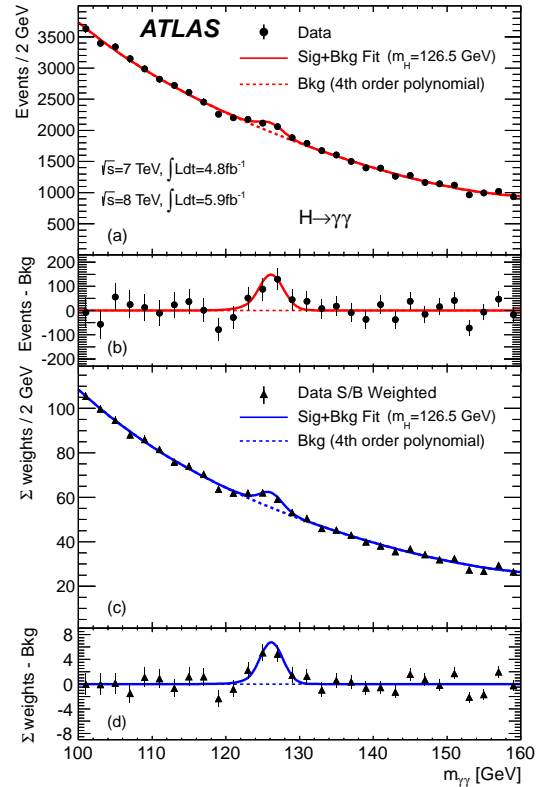 ATLAS
Data
Sig+Bkg Fit (m_H=126.5 GeV)
Bkg (4th order polynomial)
Events / 2 GeV
3500
3000
2500
2000
1500
1000
500
√s=7 TeV, ∫Ldt=4.8fb⁻¹
√s=8 TeV, ∫Ldt=5.9fb⁻¹
H→γγ
(a)
Events - Bkg
200
100
0
-100
-200
(b)
Σ weights / 2 GeV
100
80
60
40
20
Data S/B Weighted
Sig+Bkg Fit (m_H=126.5 GeV)
Bkg (4th order polynomial)
(c)
Σ weights - Bkg
8
4
0
-4
-8
(d)
100 110 120 130 140 150 160
m_γγ [GeV]